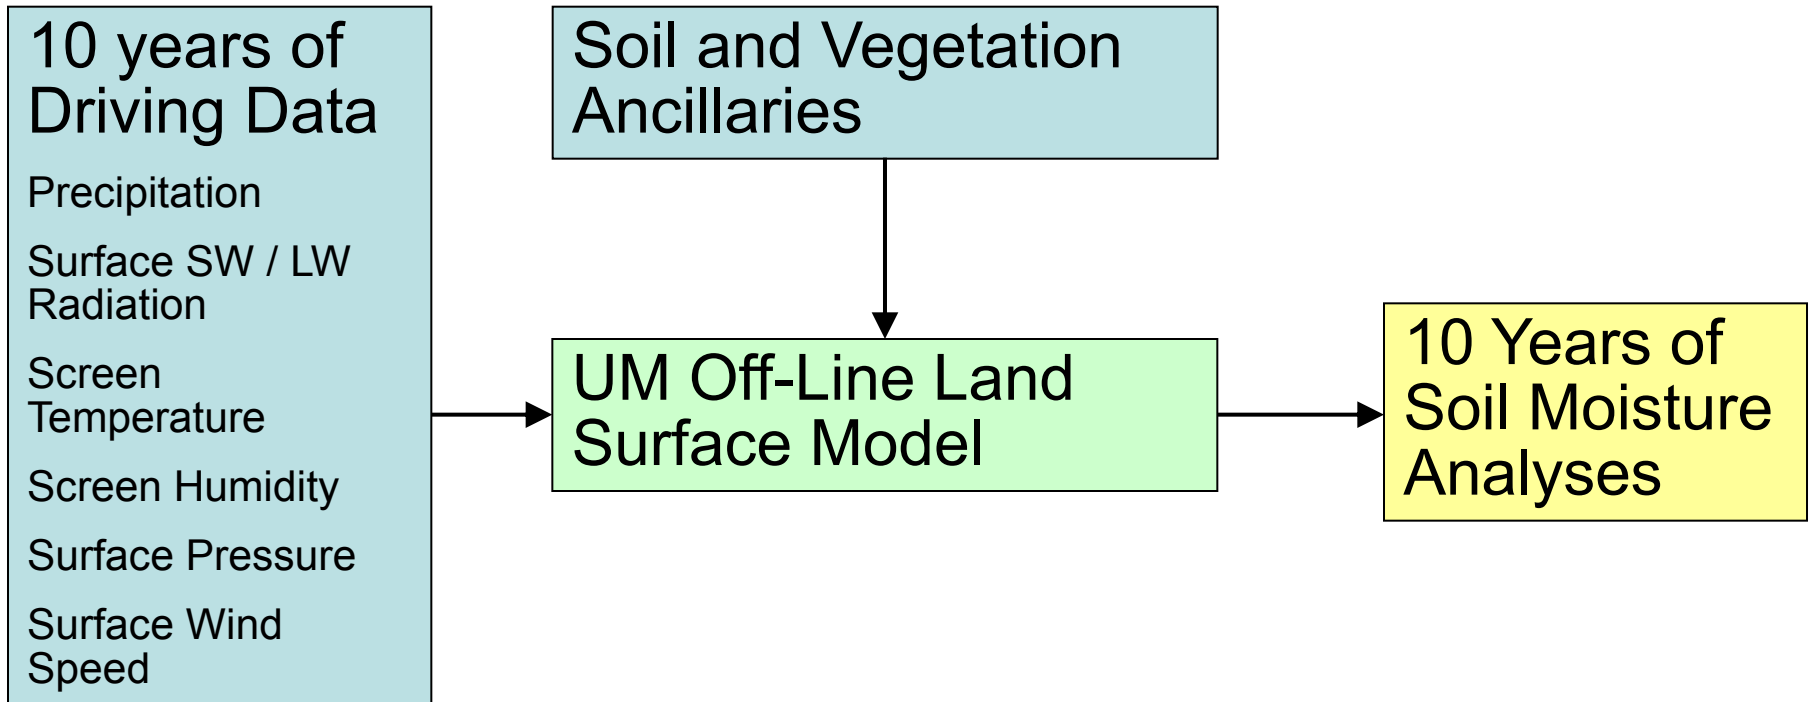 10 years of
Driving Data
Precipitation
Surface SW / LW
Radiation
Screen
Temperature
Screen Humidity
Surface Pressure
Surface Wind
Speed
Soil and Vegetation
Ancillaries
UM Off-Line Land
Surface Model
10 Years of
Soil Moisture
Analyses